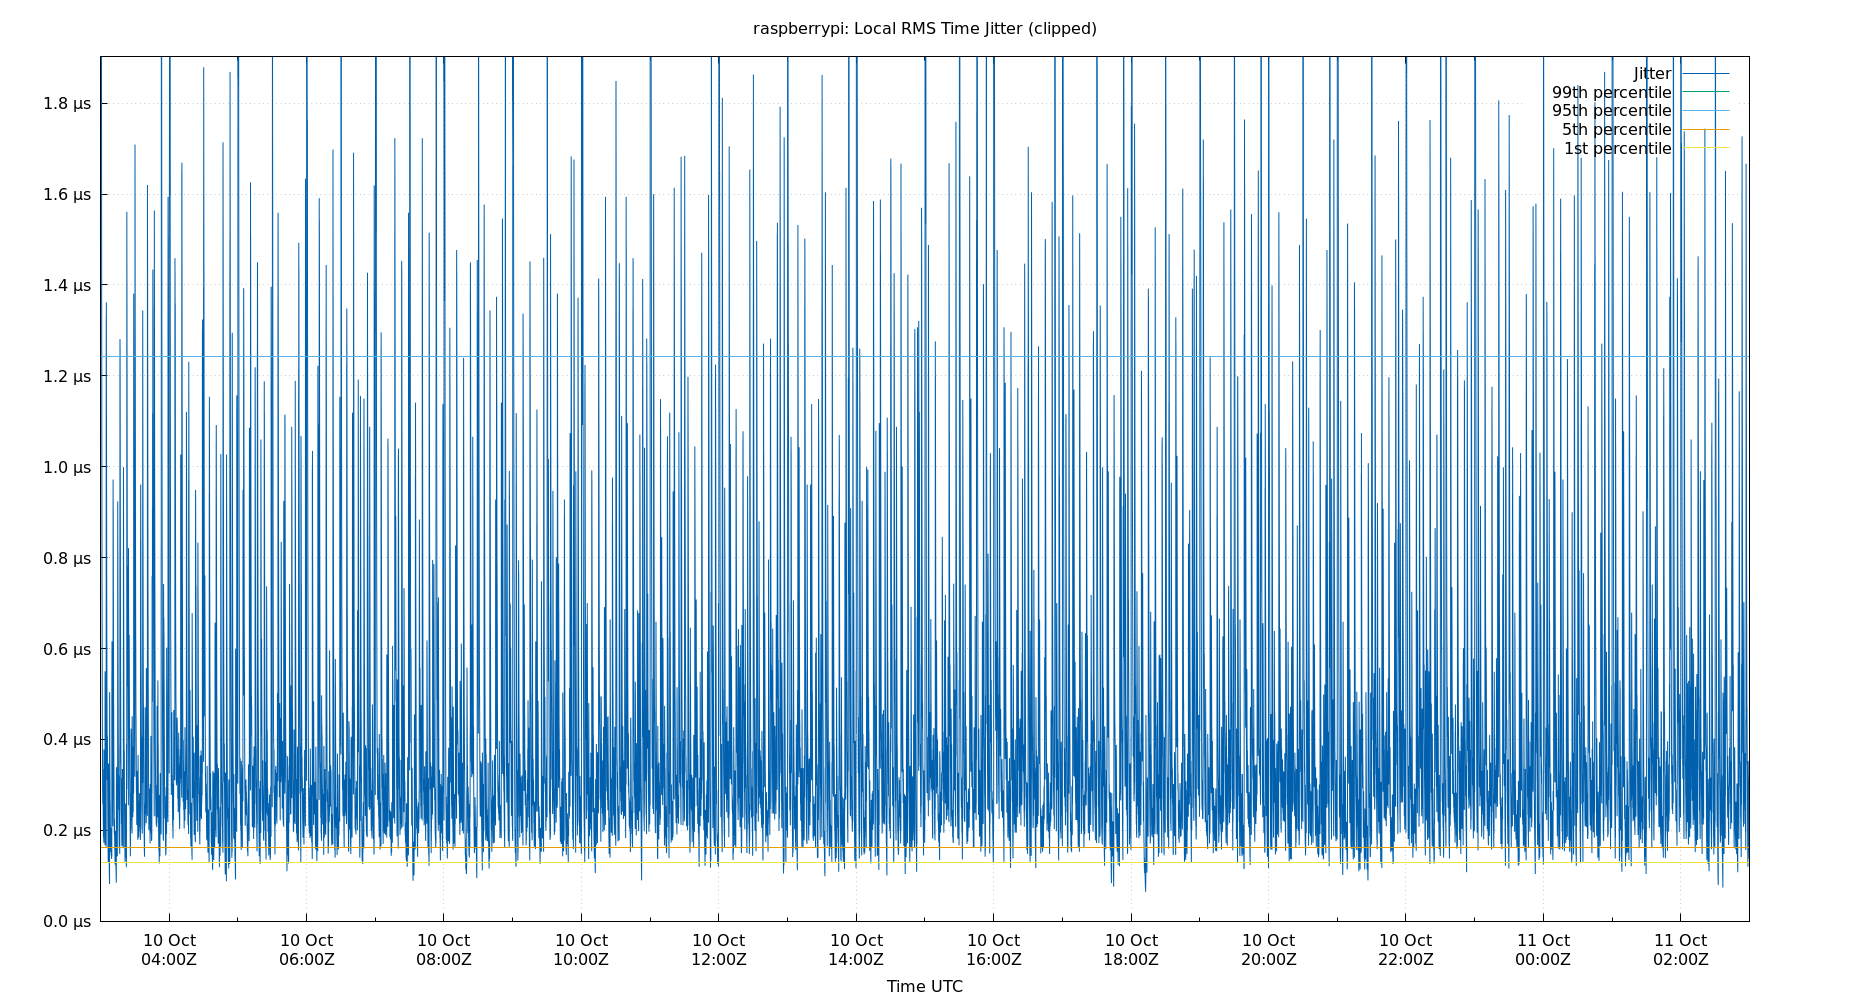 raspberrypi: Local RMS Time Jitter (clipped)
Jitter
99th percentile
95th percentile
5th percentile
1st percentile
1.8 µs
1.6 µs
1.4 µs
1.2 µs
1.0 µs
0.8 µs
0.6 µs
0.4 µs
0.2 µs
0.0 µs
10 Oct 10 Oct 10 Oct 10 Oct 10 Oct 10 Oct 10 Oct 10 Oct 10 Oct 10 Oct 11 Oct 11 Oct
04:00Z 06:00Z 08:00Z 10:00Z 12:00Z 14:00Z 16:00Z 18:00Z 20:00Z 22:00Z 00:00Z 02:00Z
Time UTC